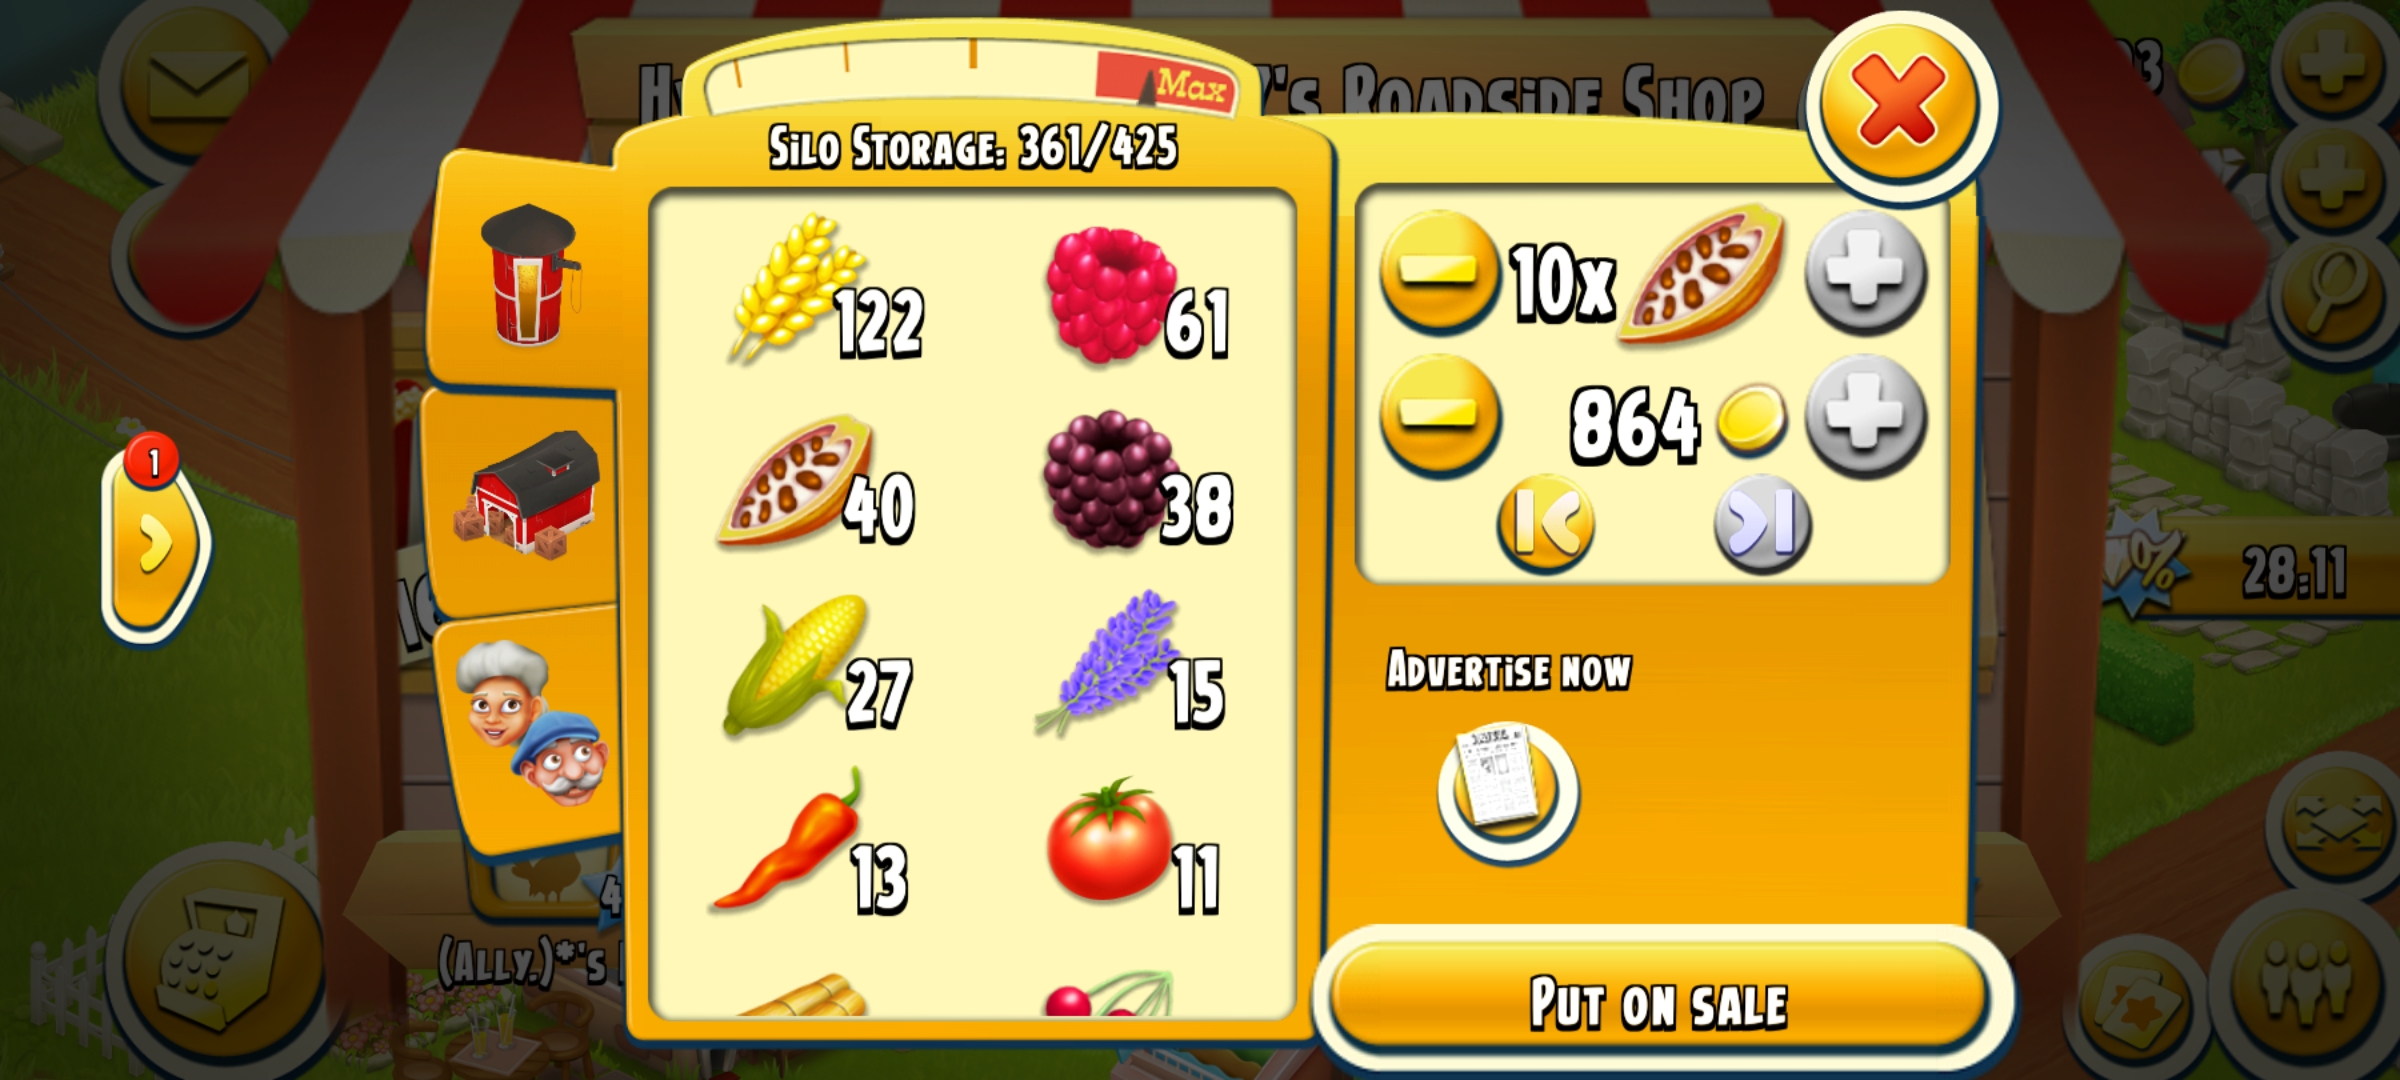 's Roadside Shop
Max
Silo Storage: 361/425
122
61
10x
40
38
864
1
27
15
28:11
Advertise now
13
11
(Ally.)*'s
4
Put on sale